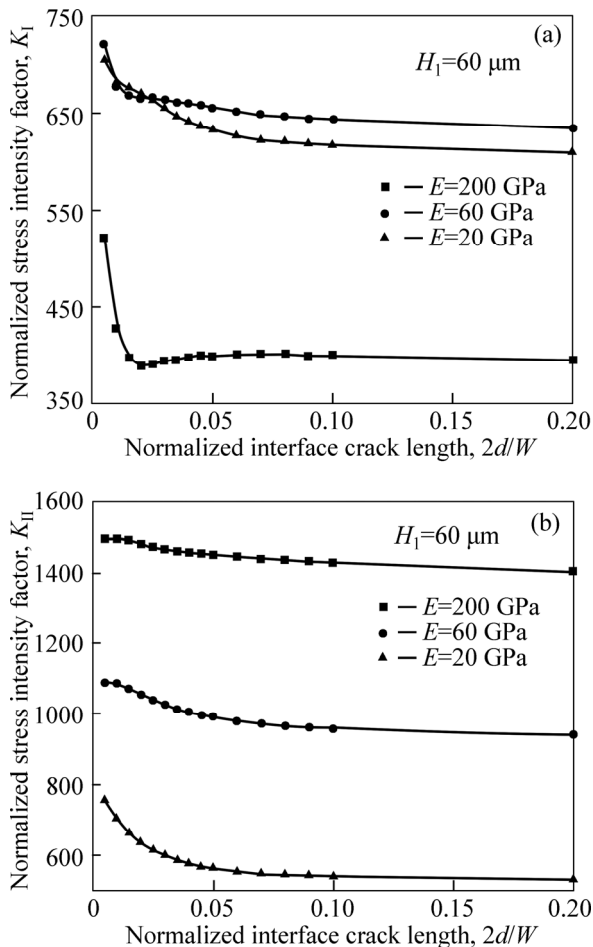 750
(a)
H₁=60 μm
650
E=200 GPa
E=60 GPa
550
E=20 GPa
450
350
0
0.05
0.10
0.15
0.20
Normalized interface crack length, 2d/W
Normalized stress intensity factor, K_I
1600
(b)
H₁=60 μm
1400
E=200 GPa
1200
E=60 GPa
E=20 GPa
1000
800
600
0
0.05
0.10
0.15
0.20
Normalized interface crack length, 2d/W
Normalized stress intensity factor, K_II